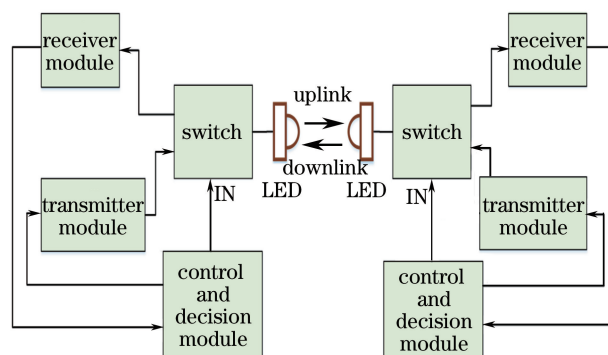 receiver
module
receiver
module
uplink
switch
switch
downlink
LED
LED
IN
IN
transmitter
module
transmitter
module
control
and
decision
module
control
and
decision
module